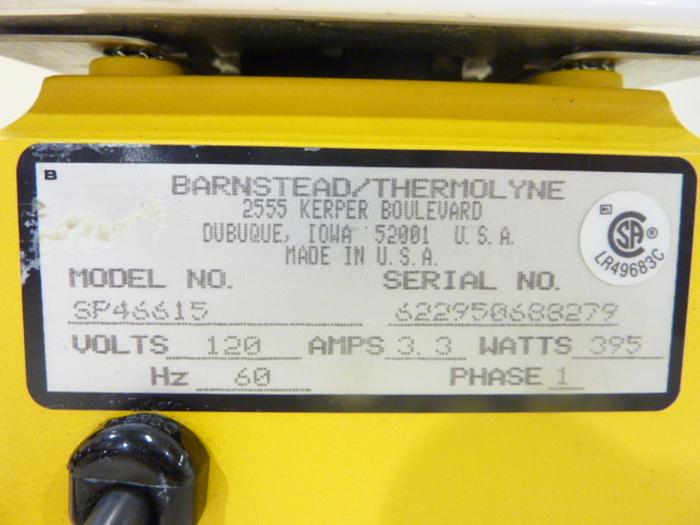 B
BARNSTEAD/THERMOLYNE
2555 KERPER BOULEVARD
DUBUQUE, IOWA 52001 U.S.A.
MADE IN U.S.A.
MODEL NO. SERIAL NO.
SP46615 622950688279
VOLTS 120 AMPS 3.3 WATTS 395
Hz 60 PHASE 1
CSA ®
LR49683C